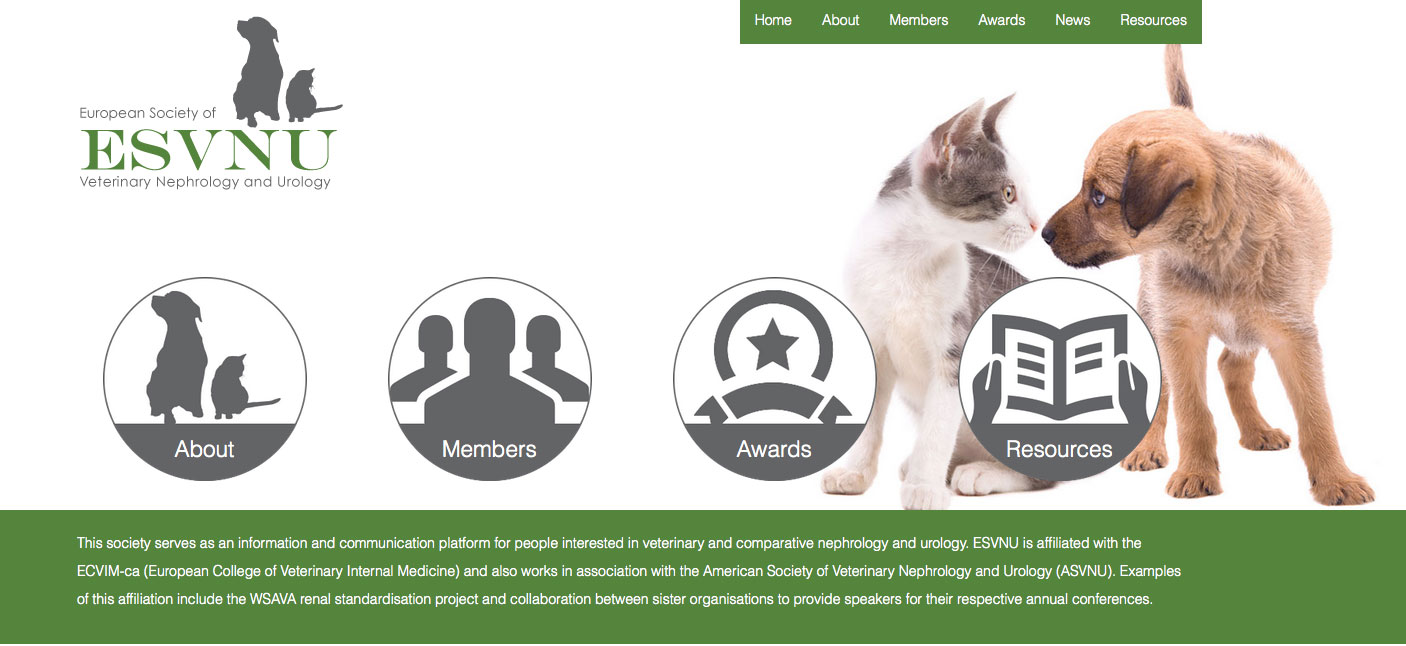 Home About Members Awards News Resources
European Society of
ESVNU
Veterinary Nephrology and Urology
About Members Awards Resources
This society serves as an information and communication platform for people interested in veterinary and comparative nephrology and urology. ESVNU is affiliated with the
ECVIM-ca (European College of Veterinary Internal Medicine) and also works in association with the American Society of Veterinary Nephrology and Urology (ASVNU). Examples
of this affiliation include the WSAVA renal standardisation project and collaboration between sister organisations to provide speakers for their respective annual conferences.